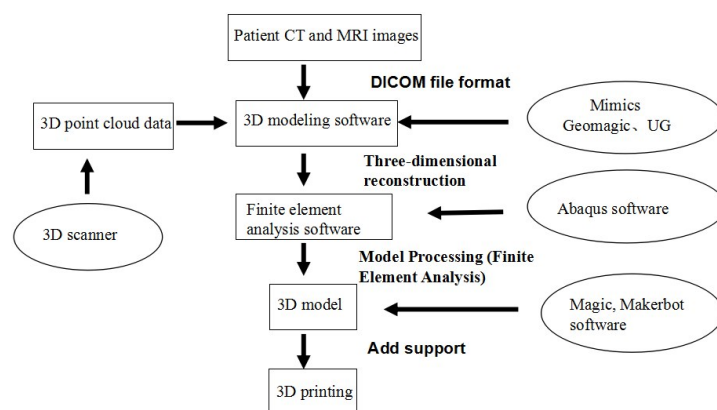 Patient CT and MRI images
DICOM file format
Mimics
Geomagic、UG
3D point cloud data
3D modeling software
Three-dimensional
reconstruction
Finite element
analysis software
Abaqus software
3D scanner
Model Processing (Finite
Element Analysis)
3D model
Magic, Makerbot
software
Add support
3D printing